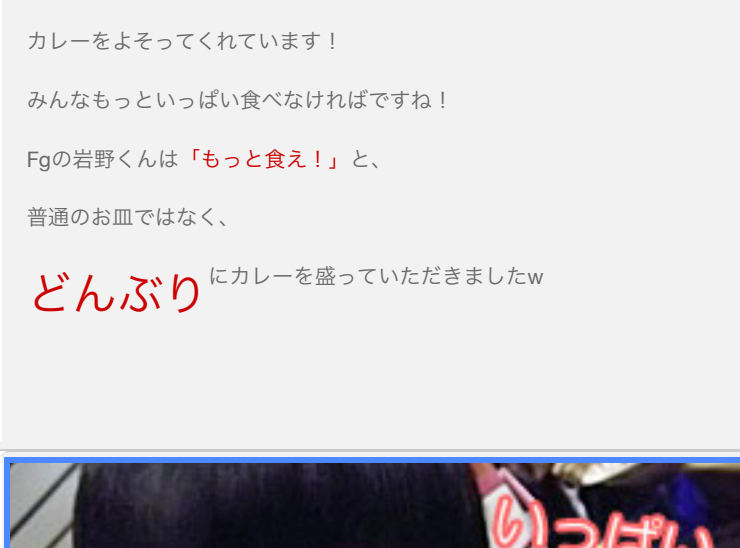 カレーをよそってくれています！
みんなもっといっぱい食べなければですね！
Fgの岩野くんは「もっと食え！」と、
普通のお皿ではなく、
どんぶりにカレーを盛っていただきましたw
いっぱい